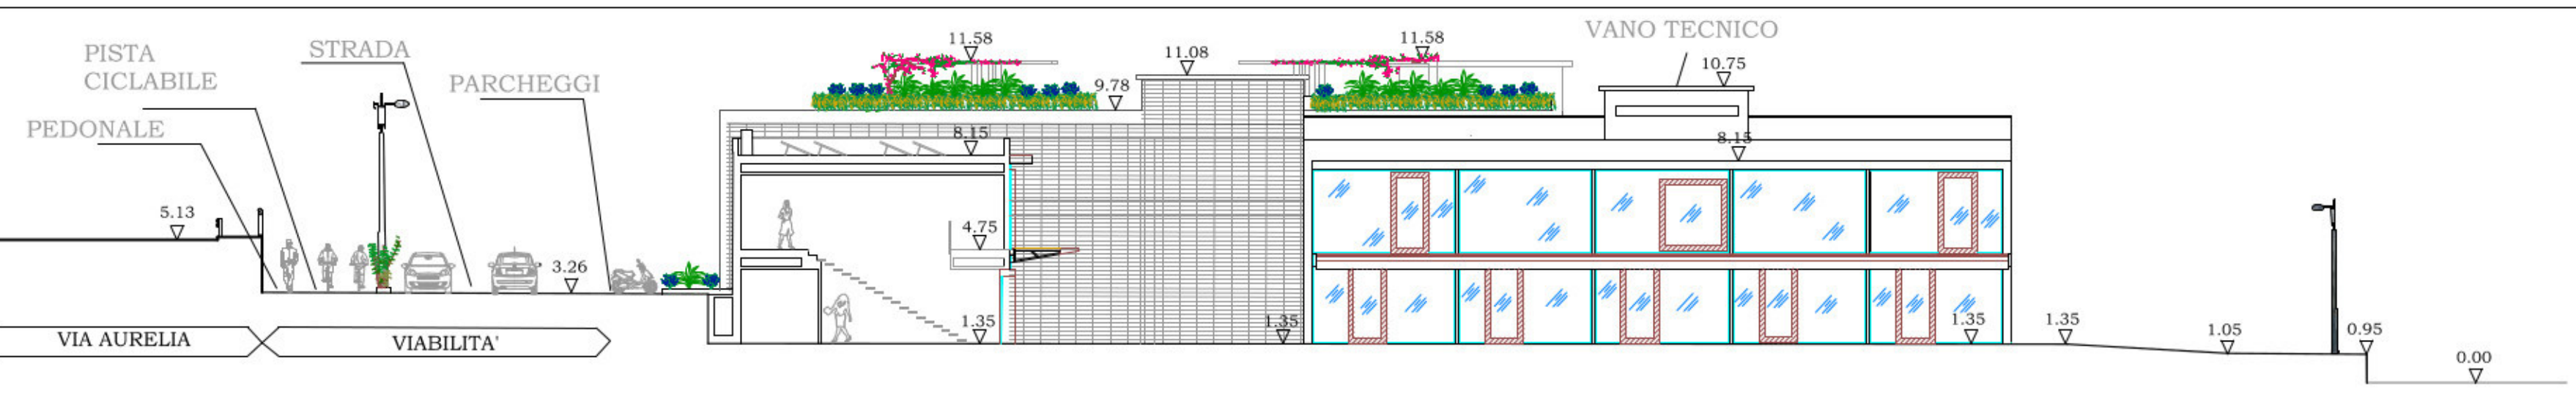 PISTA
CICLABILE
STRADA
PEDONALE
PARCHEGGI
VANO TECNICO
11.58
11.08
11.58
10.75
9.78
8.15
8.15
5.13
4.75
3.26
1.35
1.35
1.35
1.35
1.05
0.95
0.00
VIA AURELIA
VIABILITA'